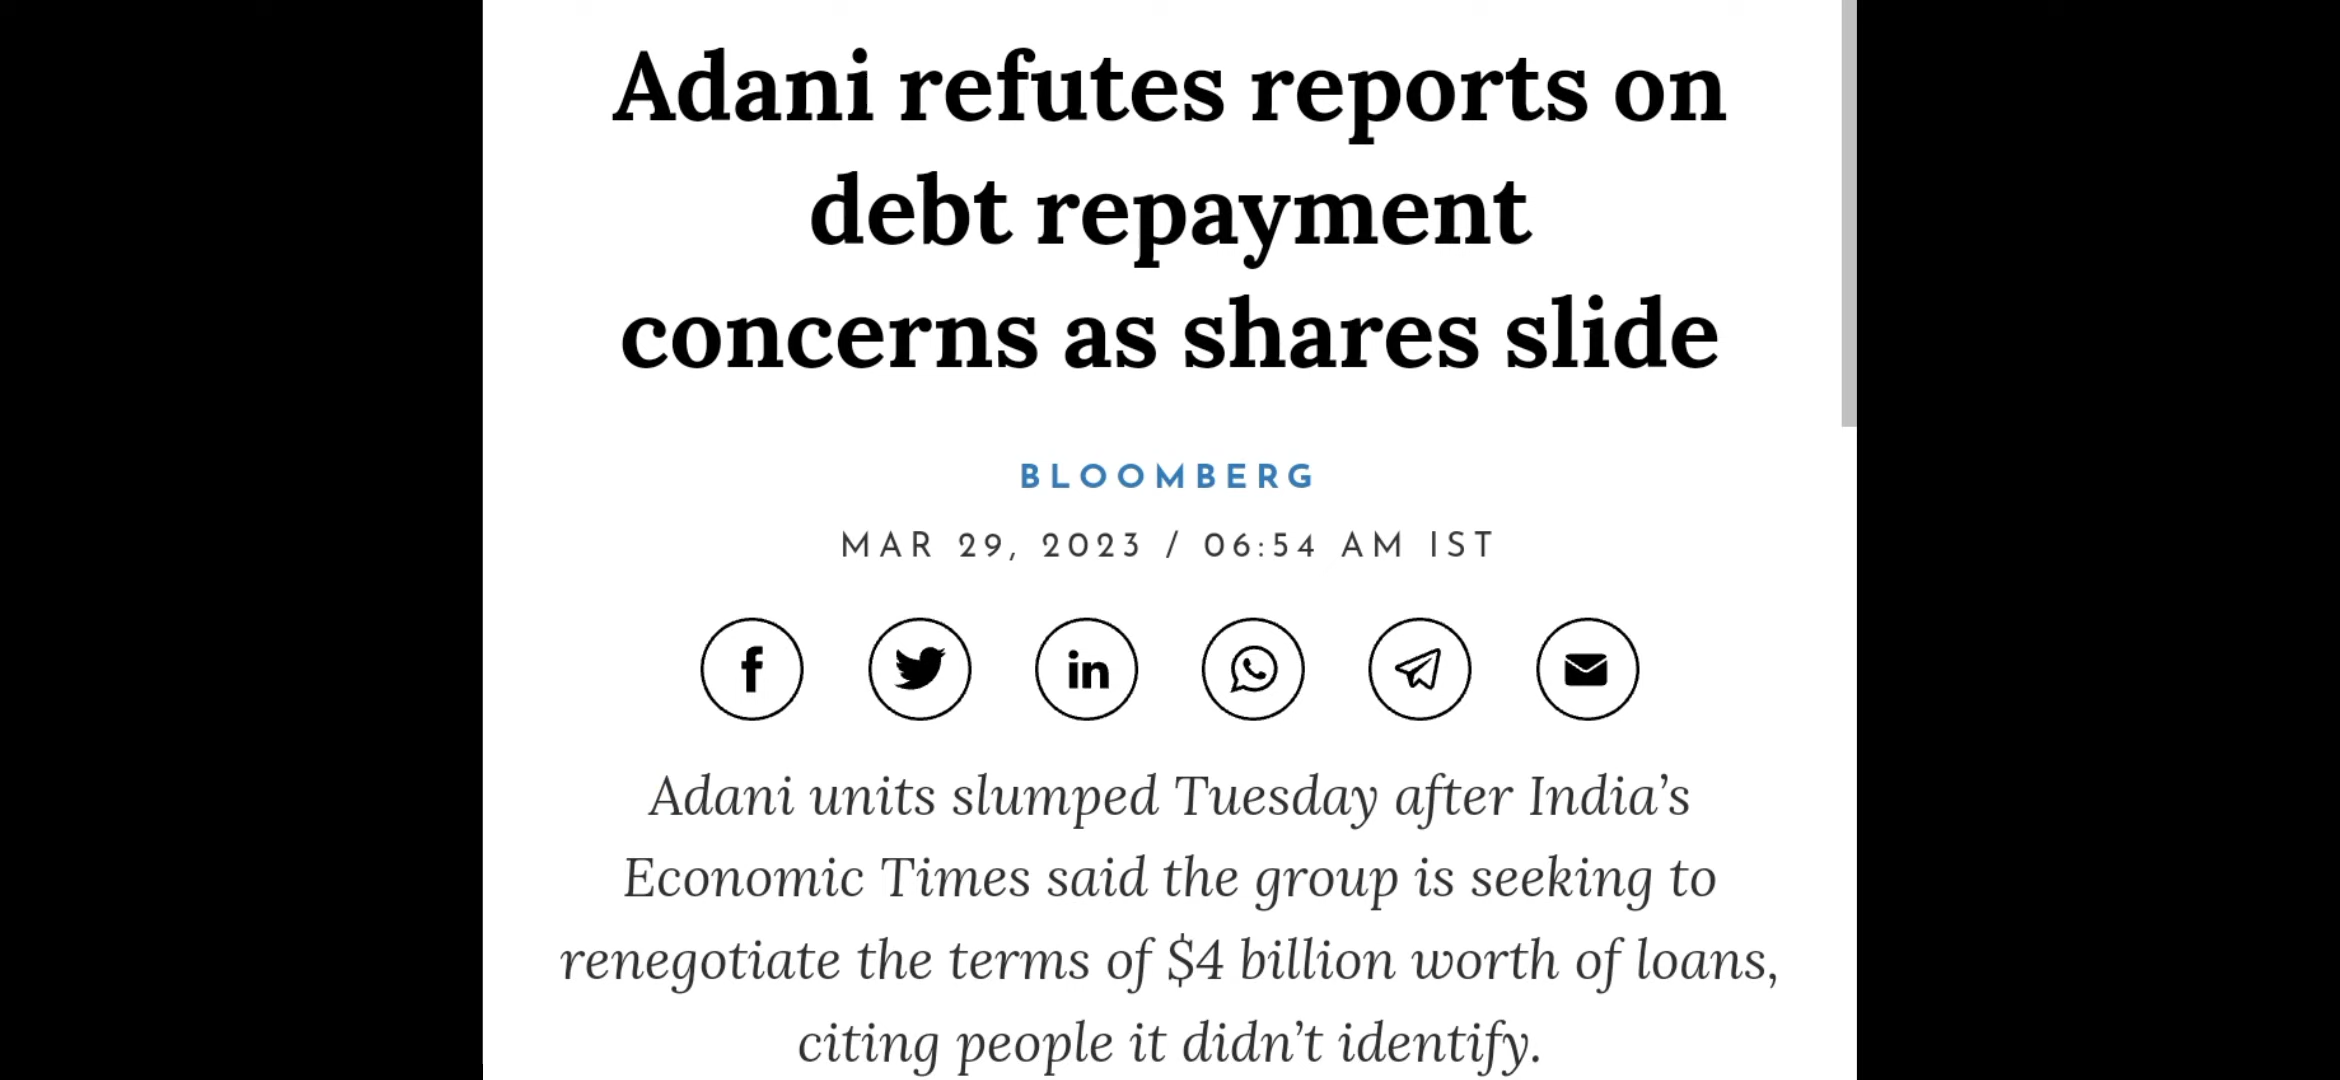 Adani refutes reports on
debt repayment
concerns as shares slide
BLOOMBERG
MAR 29, 2023 / 06:54 AM IST
f
in
Adani units slumped Tuesday after India’s
Economic Times said the group is seeking to
renegotiate the terms of $4 billion worth of loans,
citing people it didn’t identify.